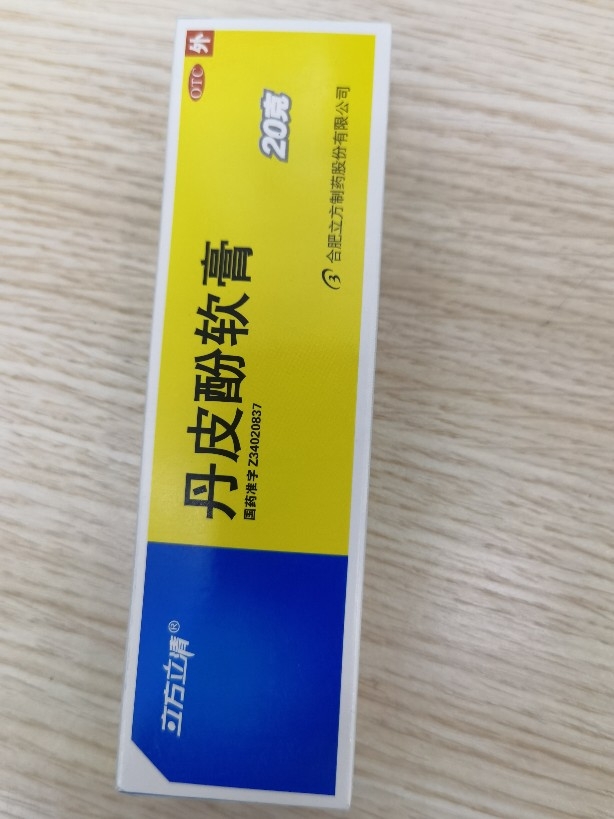 立方立清®
丹皮酚软膏
国药准字 Z34020837
20克
合肥立方制药股份有限公司
OTC
外